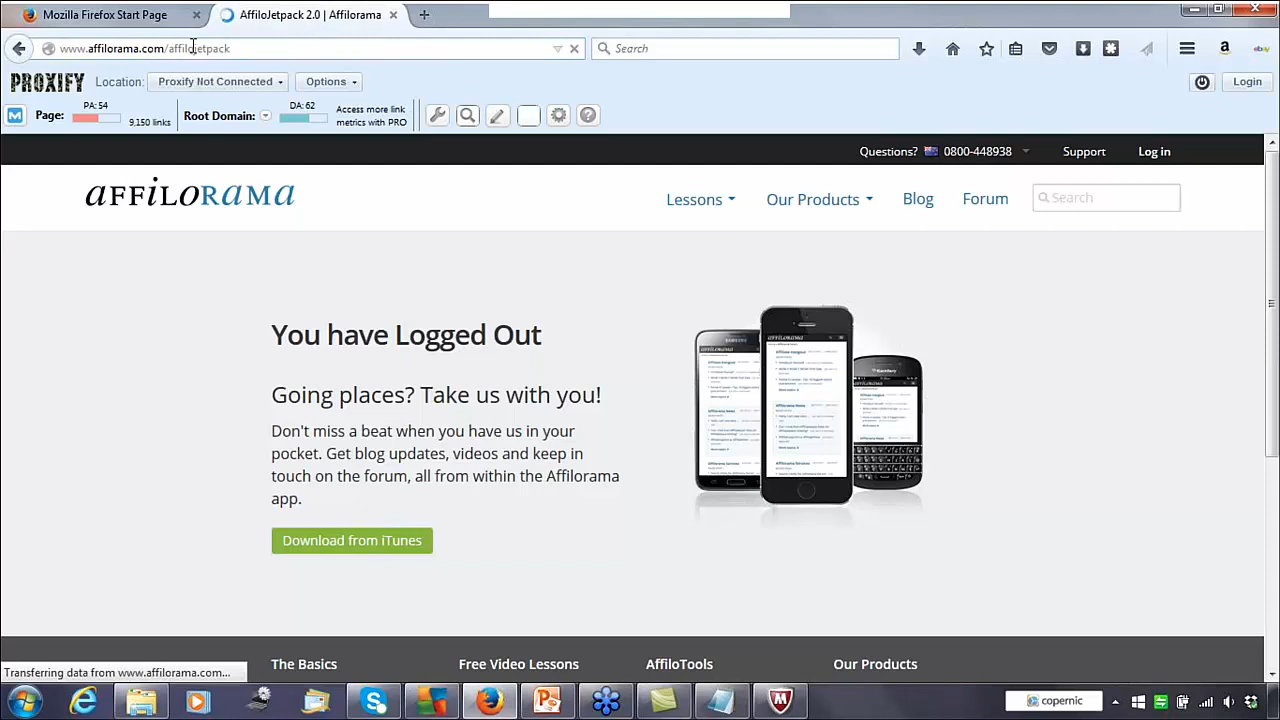 Mozilla Firefox Start Page
AffiloJetpack 2.0 | Affilorama
www.affilorama.com/affilojetpack
Search
ebay
PROXIFY
Location:
Proxify Not Connected
Options
Login
Page:
PA: 54
9,150 links
Root Domain:
DA: 62
Access more link
metrics with PRO
Questions?
0800-448938
Support
Log in
AFFILORAMA
Lessons
Our Products
Blog
Forum
Search
You have Logged Out
Going places? Take us with you!
Don't miss a beat when you have us in your
pocket. Get blog updates, videos and keep in
touch on the forum, all from within the Affilorama
app.
Download from iTunes
Transferring data from www.affilorama.com...
The Basics
Free Video Lessons
AffiloTools
Our Products
copernic